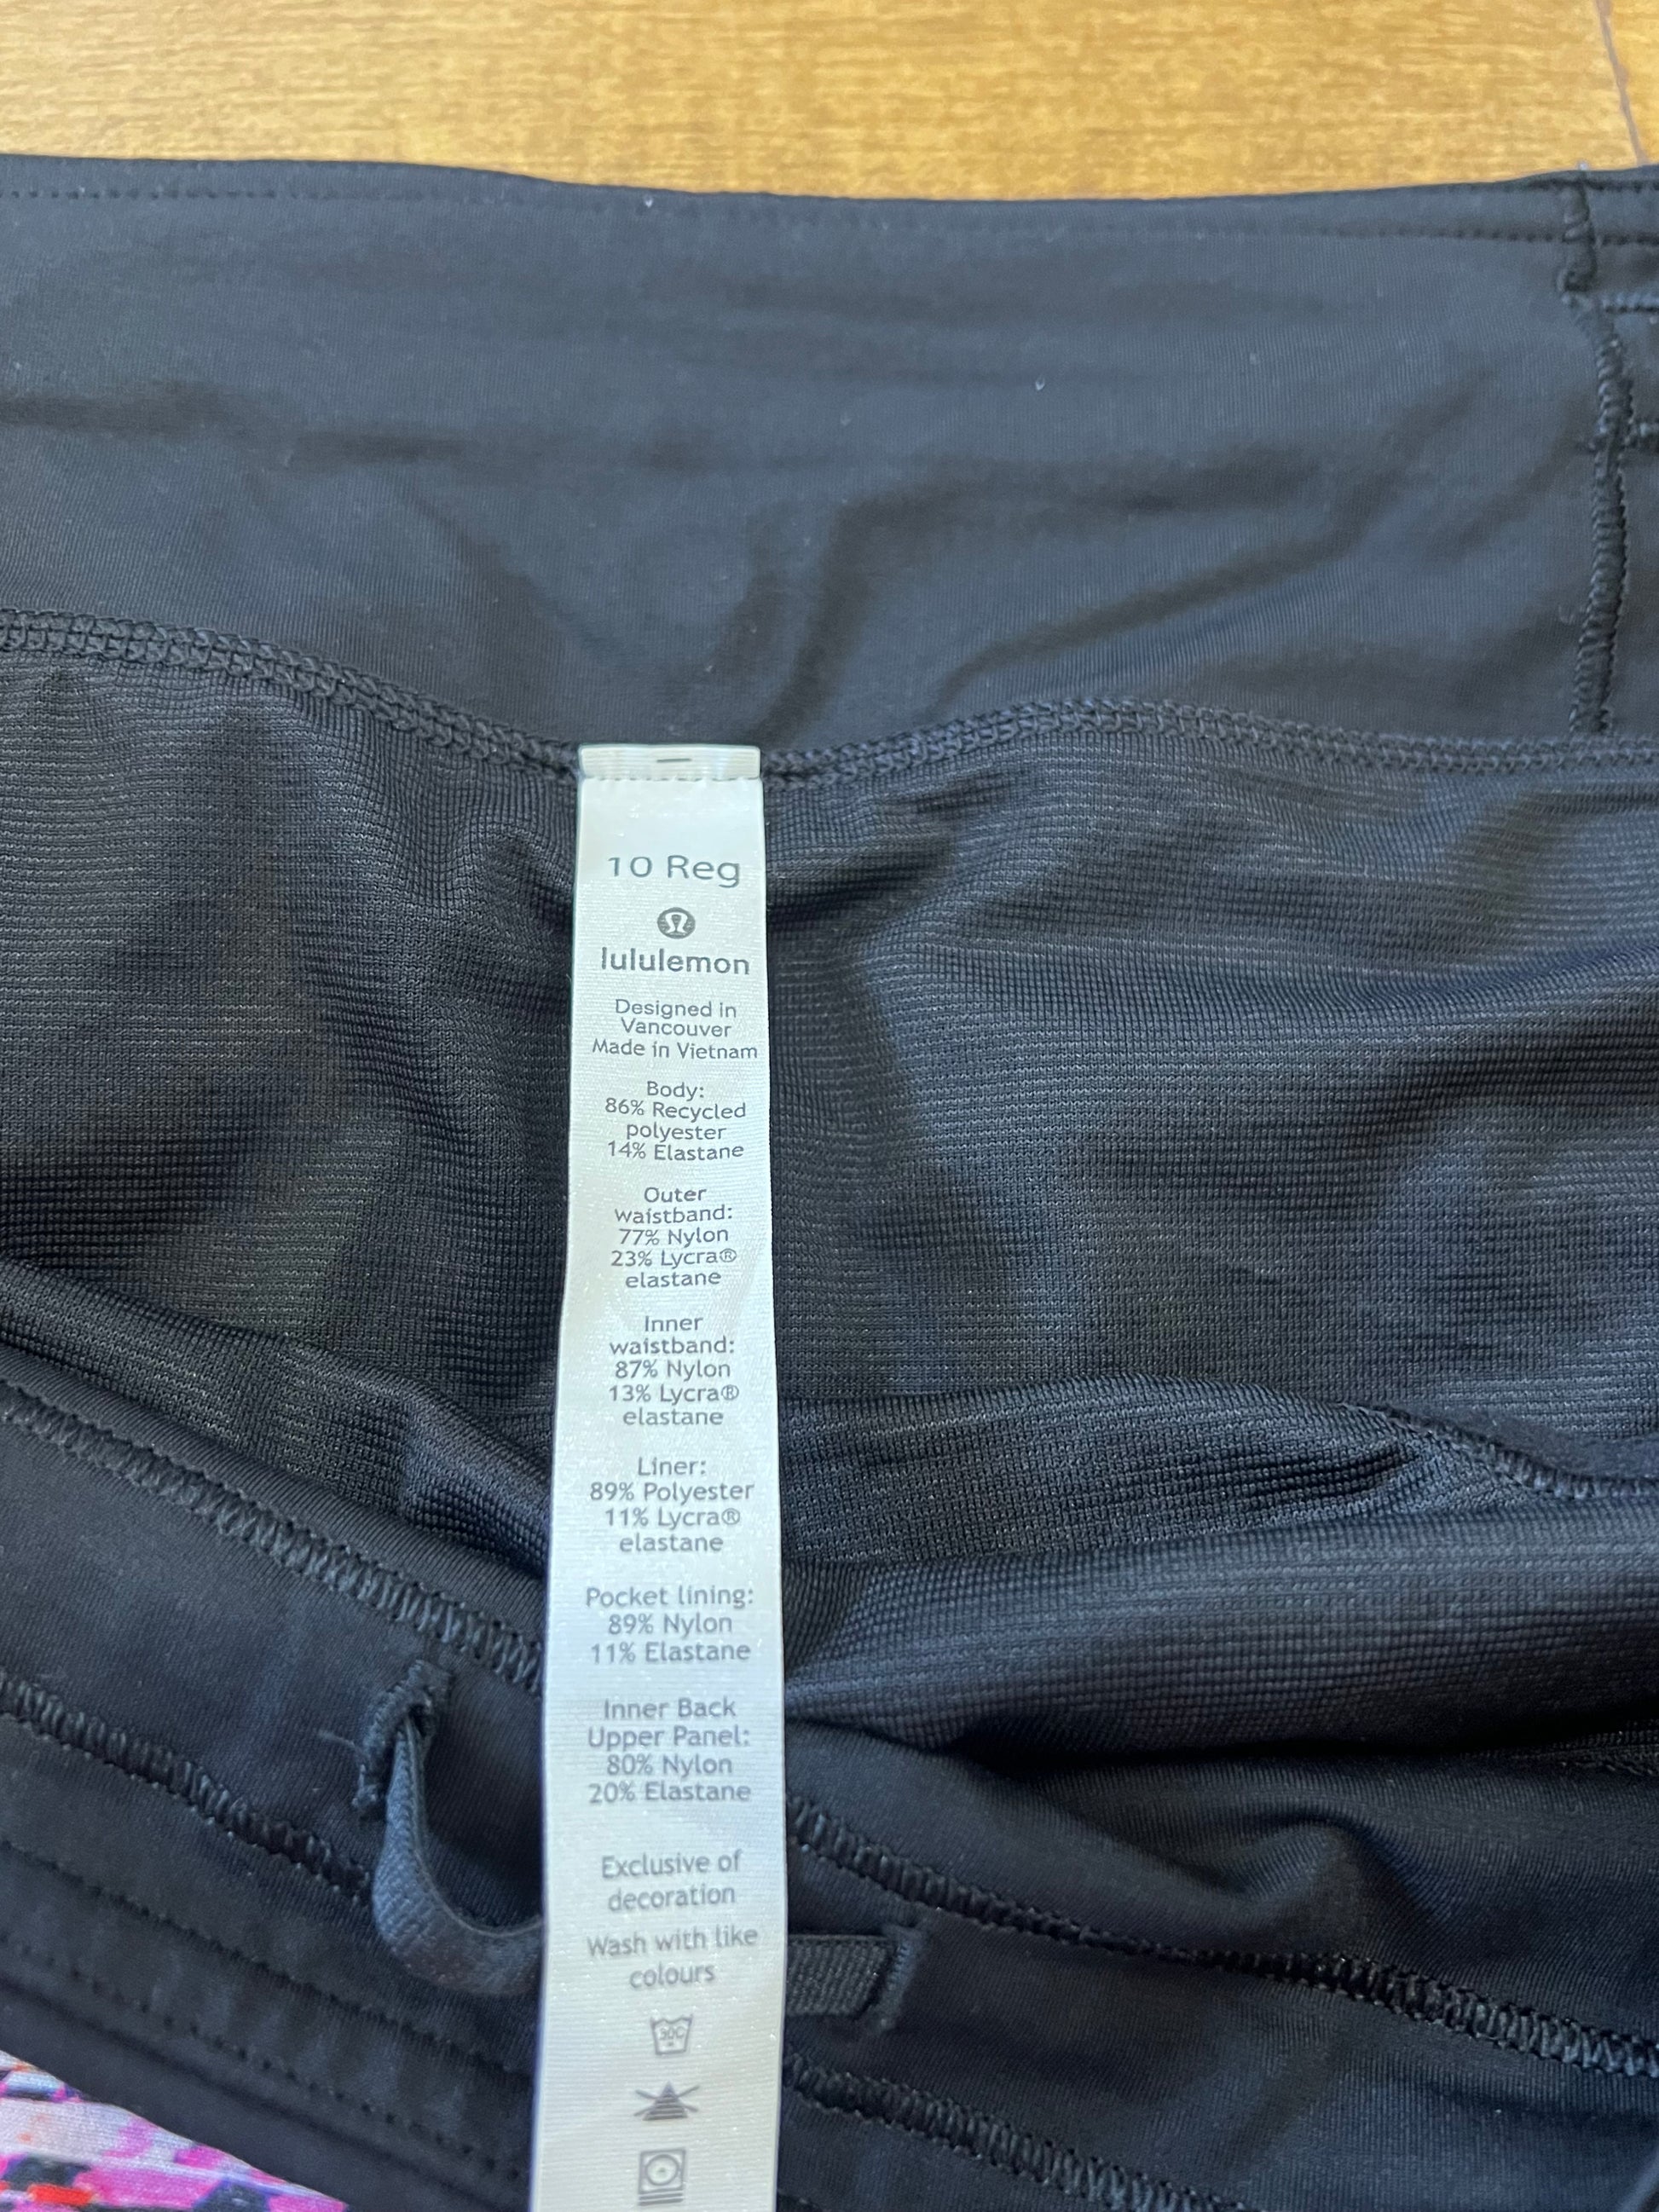 10 Reg
lululemon
Designed in
Vancouver
Made in Vietnam
Body:
86% Recycled
polyester
14% Elastane
Outer
waistband:
77% Nylon
23% Lycra®
elastane
Inner
waistband:
87% Nylon
13% Lycra®
elastane
Liner:
89% Polyester
11% Lycra®
elastane
Pocket lining:
89% Nylon
11% Elastane
Inner Back
Upper Panel:
80% Nylon
20% Elastane
Exclusive of
decoration
Wash with like
colours
30C